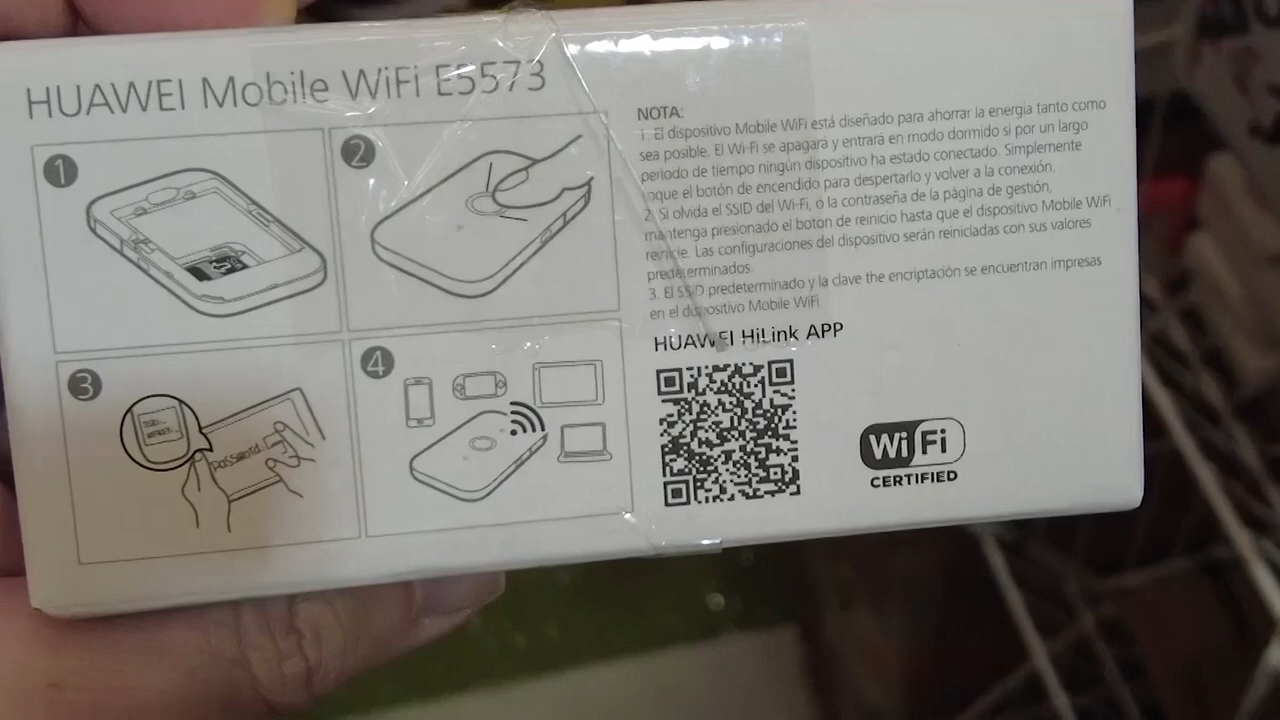 HUAWEI Mobile WiFi E5573
1
2
3
Password:
4
NOTA:
1. El dispositivo Mobile WiFi está diseñado para ahorrar la energia tanto como
sea posible. El Wi-Fi se apagará y entrará en modo dormido si por un largo
periodo de tiempo ningún dispositivo ha estado conectado. Simplemente
oque el botón de encendido para despertarlo y volver a la conexión.
2. Si olvida el SSID del Wi-Fi, ó la contraseña de la página de gestión,
mantenga presionado el boton de reinicio hasta que el dispositivo Mobile WiFi
reinicie. Las configuraciones del dispositivo serán reiniciadas con sus valores
predeterminados
3. El SSID predeterminado y la clave the encriptación se encuentran impresas
en el dispositivo Mobile WiFi.
HUAWEI HiLink APP
Wi Fi
CERTIFIED